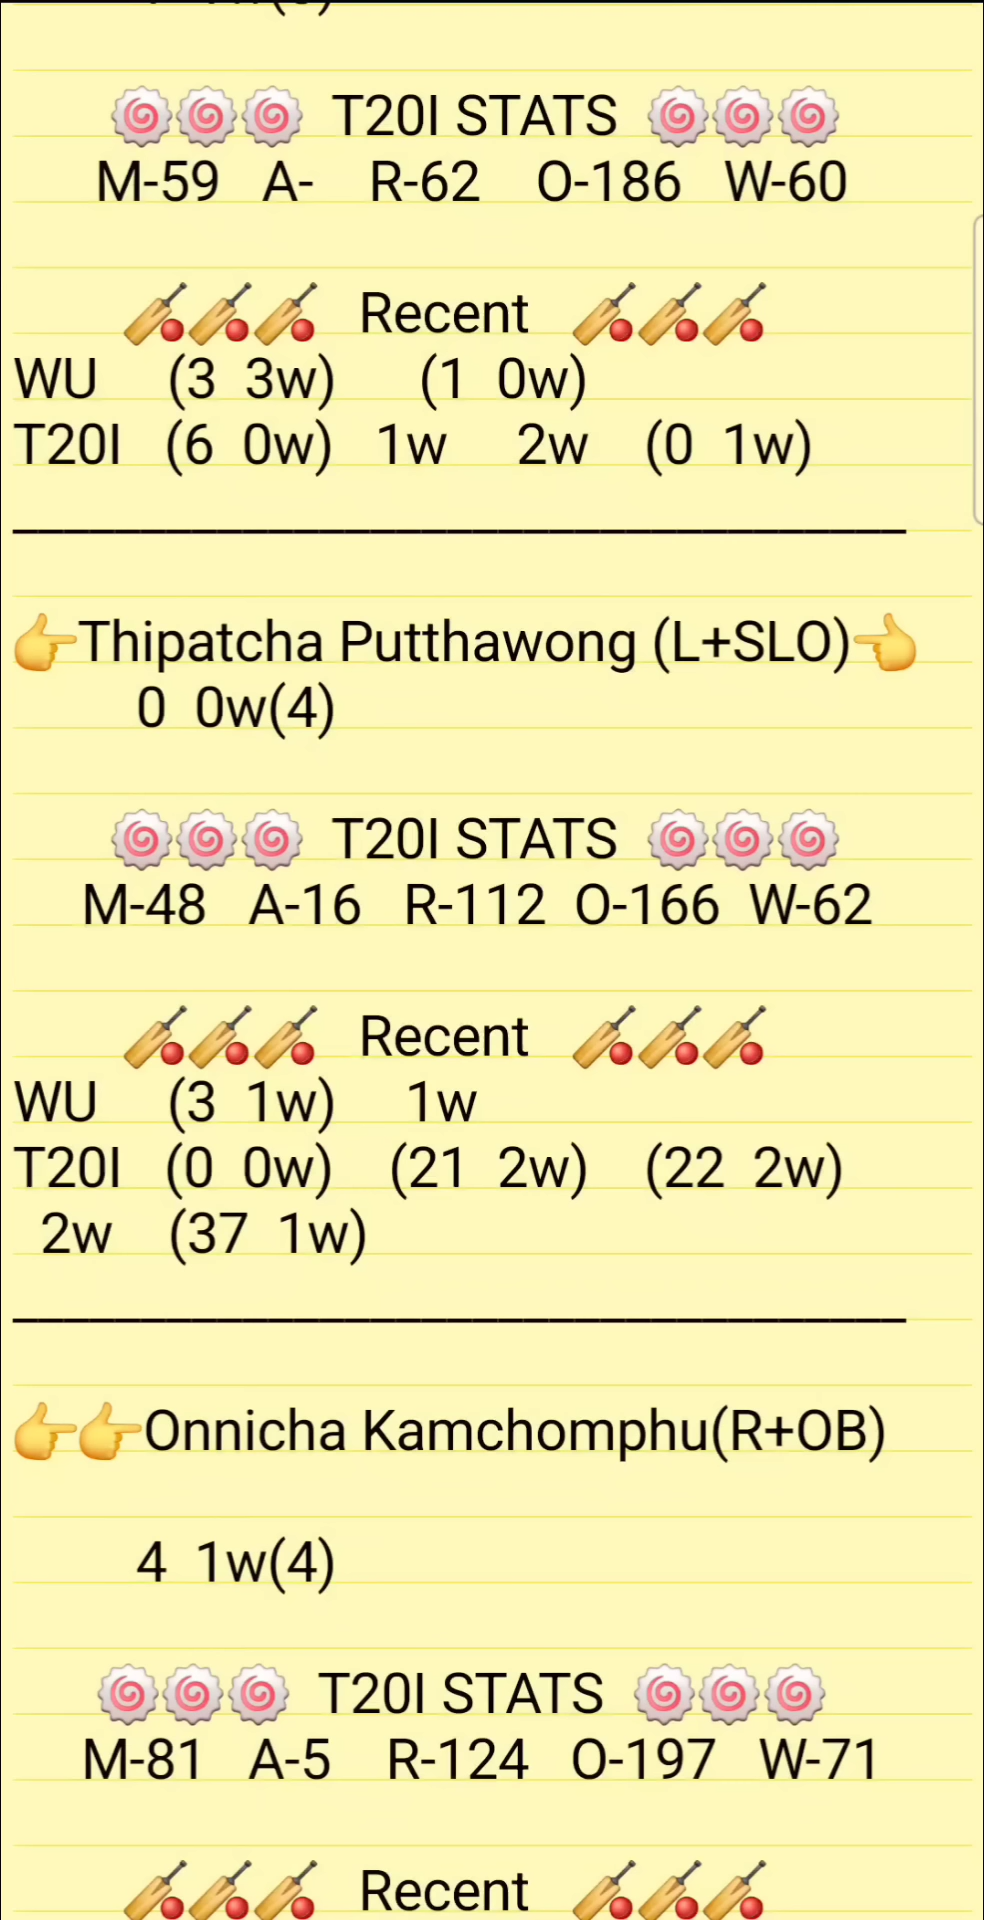 🍥🍥🍥 T20I STATS 🍥🍥🍥
M-59 A- R-62 O-186 W-60
🏏🏏🏏 Recent 🏏🏏🏏
WU (3 3w) (1 0w)
T20I (6 0w) 1w 2w (0 1w)
👉Thipatcha Putthawong (L+SLO)👈
0 0w(4)
🍥🍥🍥 T20I STATS 🍥🍥🍥
M-48 A-16 R-112 O-166 W-62
🏏🏏🏏 Recent 🏏🏏🏏
WU (3 1w) 1w
T20I (0 0w) (21 2w) (22 2w)
2w (37 1w)
👉👉Onnicha Kamchomphu(R+OB)
4 1w(4)
🍥🍥🍥 T20I STATS 🍥🍥🍥
M-81 A-5 R-124 O-197 W-71
🏏🏏🏏 Recent 🏏🏏🏏